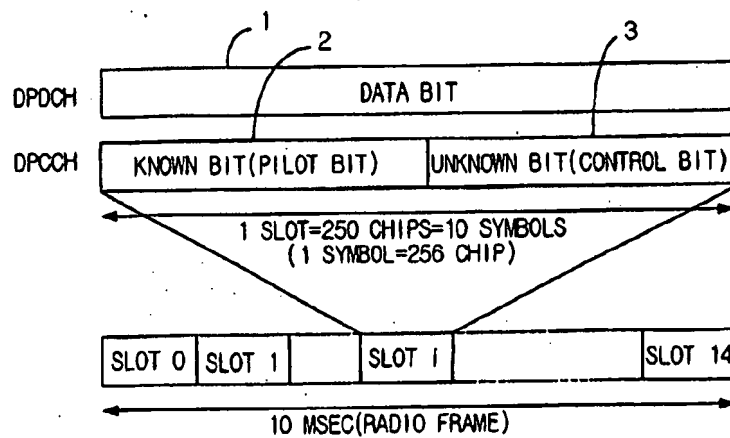 1
2
3
DPDCH
DATA BIT
DPCCH
KNOWN BIT(PILOT BIT)
UNKNOWN BIT(CONTROL BIT)
1 SLOT=250 CHIPS=10 SYMBOLS
(1 SYMBOL=256 CHIP)
SLOT 0
SLOT 1
SLOT I
SLOT 14
10 MSEC(RADIO FRAME)